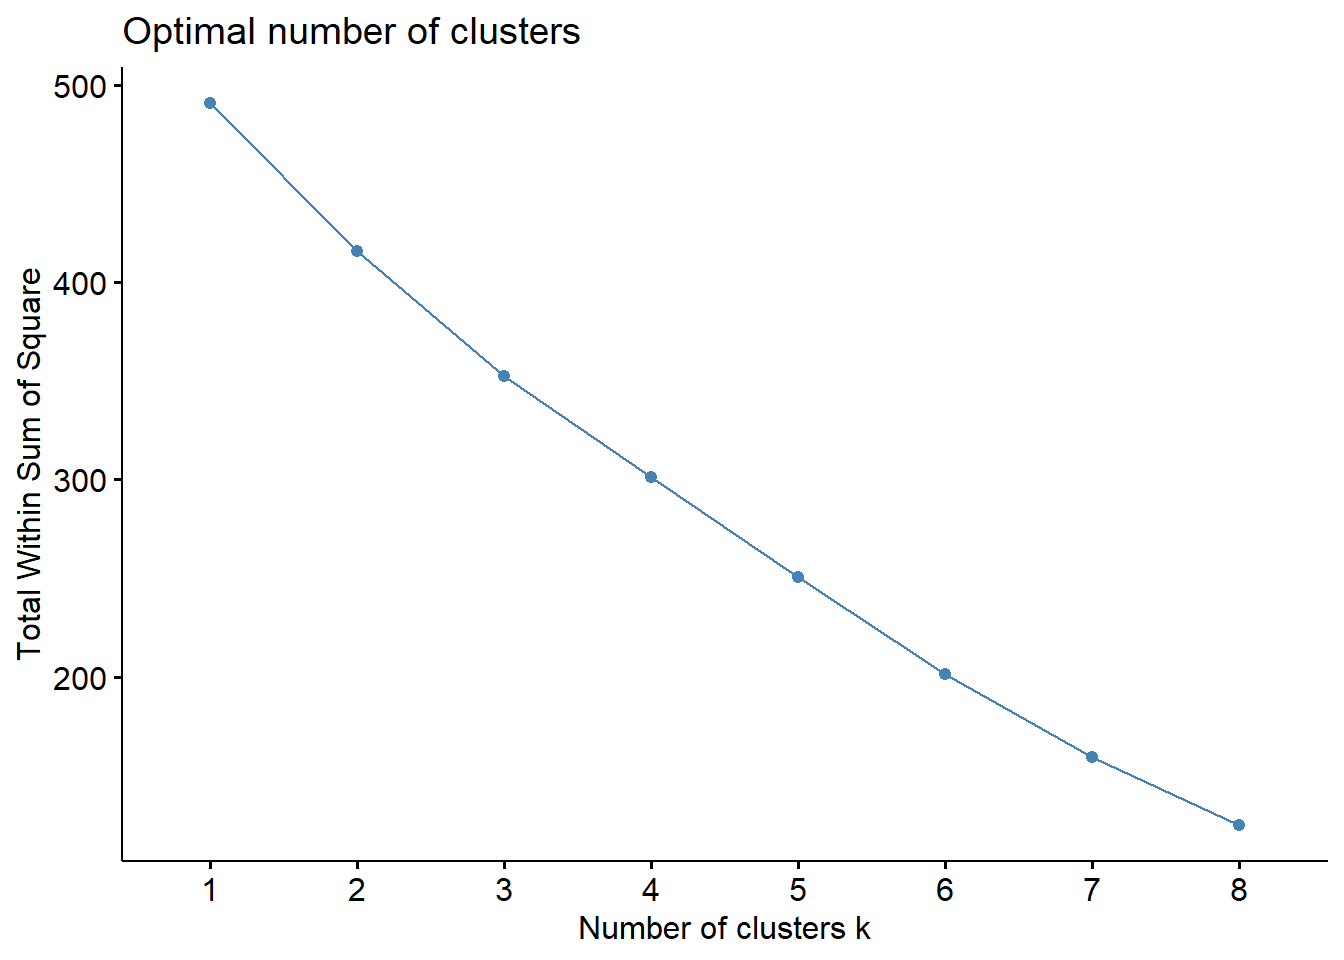 Optimal number of clusters
500
400
300
200
Total Within Sum of Square
1 2 3 4 5 6 7 8
Number of clusters k